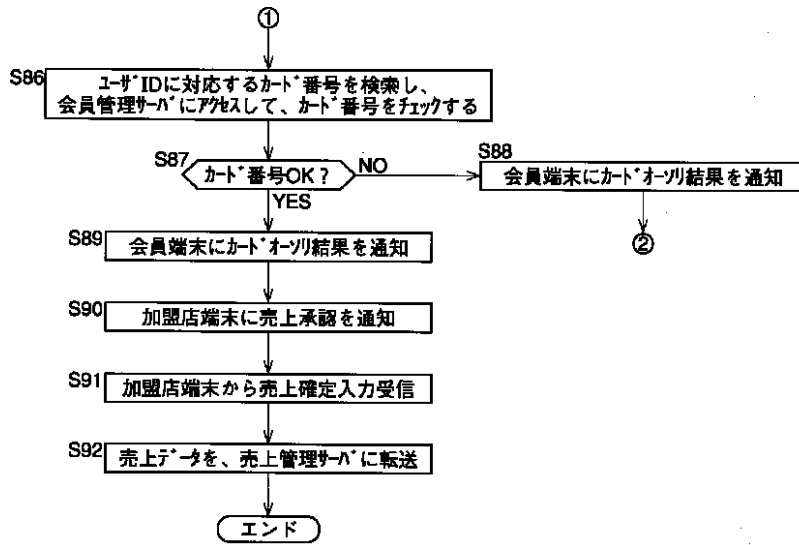 ①
S86
ユーザIDに対応するカード番号を検索し、
会員管理サーバにアクセスして、カード番号をチェックする
S87
カード番号OK？
NO
YES
S88
会員端末にカードオーソリ結果を通知
②
S89
会員端末にカードオーソリ結果を通知
S90
加盟店端末に売上承認を通知
S91
加盟店端末から売上確定入力受信
S92
売上データを、売上管理サーバに転送
エンド